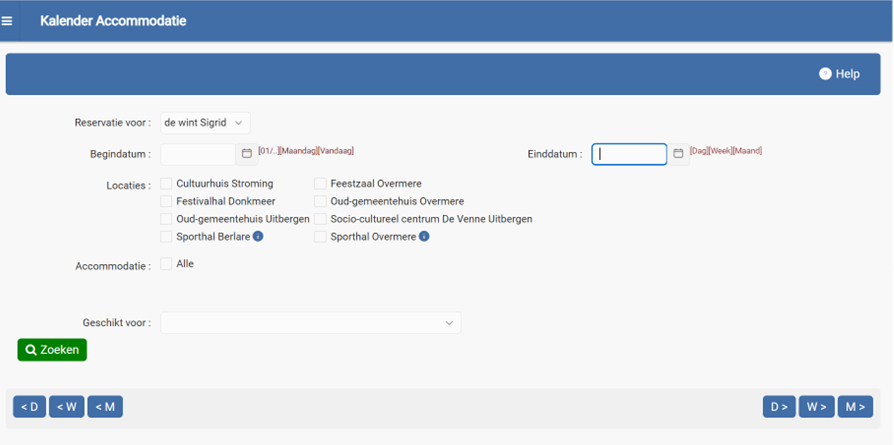 Kalender Accommodatie
Help
Reservatie voor : de wint Sigrid
Begindatum : [01/..][Maandag][Vandaag] Einddatum : [Dag][Week][Maand]
Locaties : Cultuurhuis Stroming Feestzaal Overmere
Festivalhal Donkmeer Oud-gemeentehuis Overmere
Oud-gemeentehuis Uitbergen Socio-cultureel centrum De Venne Uitbergen
Sporthal Berlare Sporthal Overmere
Accommodatie : Alle
Geschikt voor :
Zoeken
< D < W < M D > W > M >